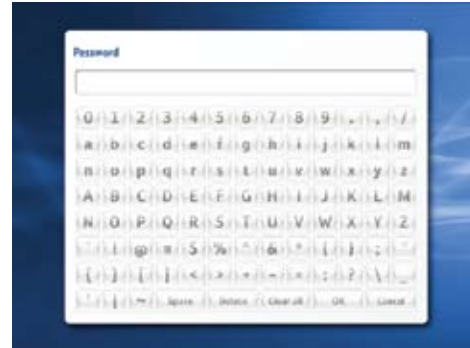 Password
0 1 2 3 4 5 6 7 8 9 . , /
a b c d e f g h i j k l m
n o p q r s t u v w x y z
A B C D E F G H I J K L M
N O P Q R S T U V W X Y Z
! @ # $ % ^ & * ( ) ;
{ } [ ] < > + - = : ? \ _
| ~ Space Delete Clear all OK Cancel